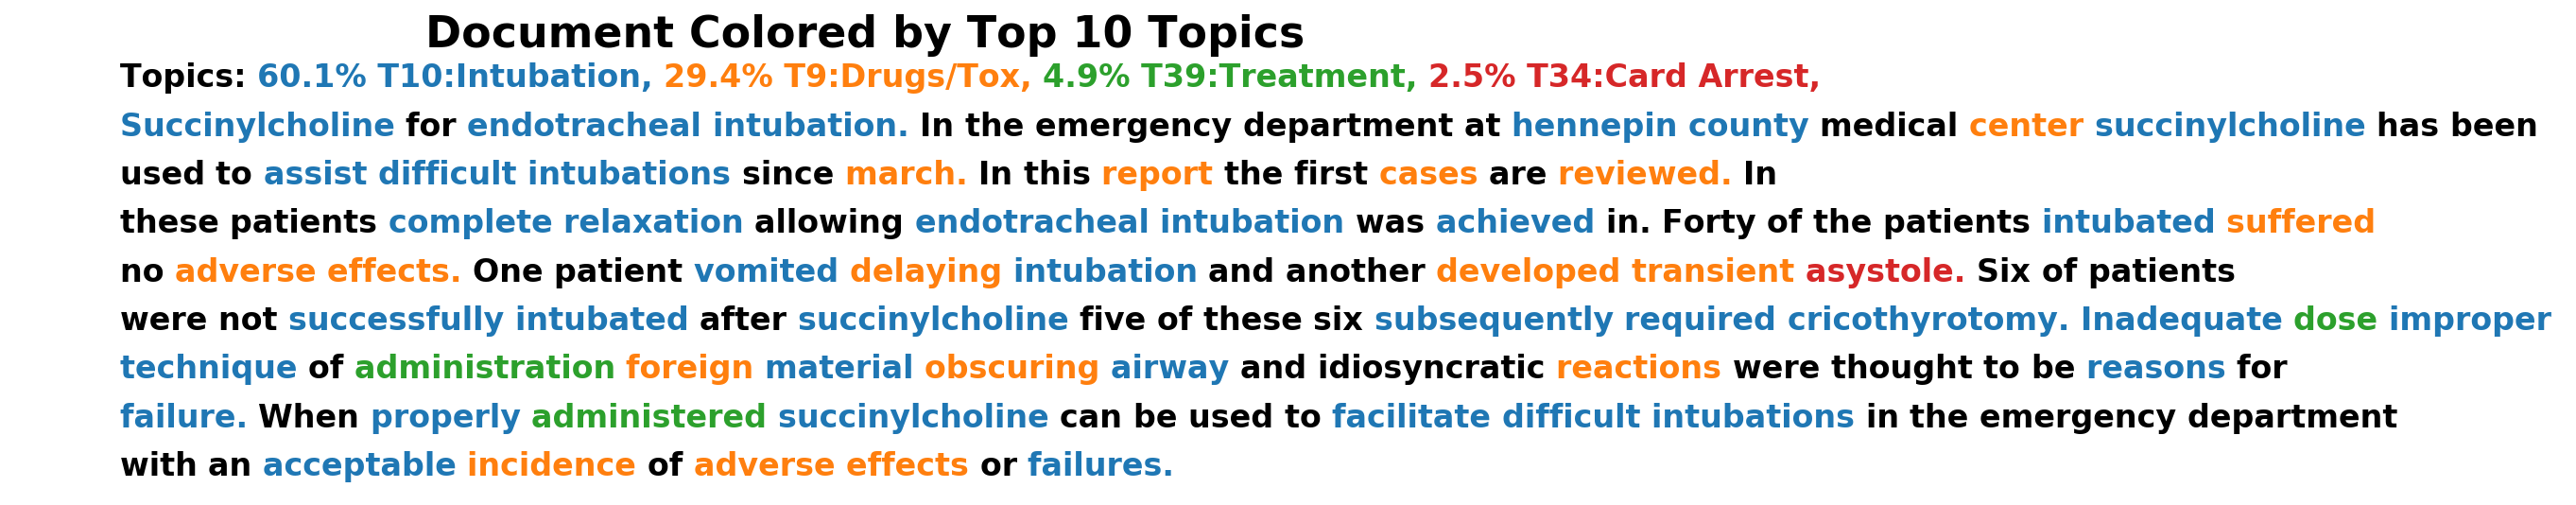 Document Colored by Top 10 Topics
Topics: 60.1% T10:Intubation, 29.4% T9:Drugs/Tox, 4.9% T39:Treatment, 2.5% T34:Card Arrest,
Succinylcholine for endotracheal intubation. In the emergency department at hennepin county medical center succinylcholine has been
used to assist difficult intubations since march. In this report the first cases are reviewed. In
these patients complete relaxation allowing endotracheal intubation was achieved in. Forty of the patients intubated suffered
no adverse effects. One patient vomited delaying intubation and another developed transient asystole. Six of patients
were not successfully intubated after succinylcholine five of these six subsequently required cricothyrotomy. Inadequate dose improper
technique of administration foreign material obscuring airway and idiosyncratic reactions were thought to be reasons for
failure. When properly administered succinylcholine can be used to facilitate difficult intubations in the emergency department
with an acceptable incidence of adverse effects or failures.